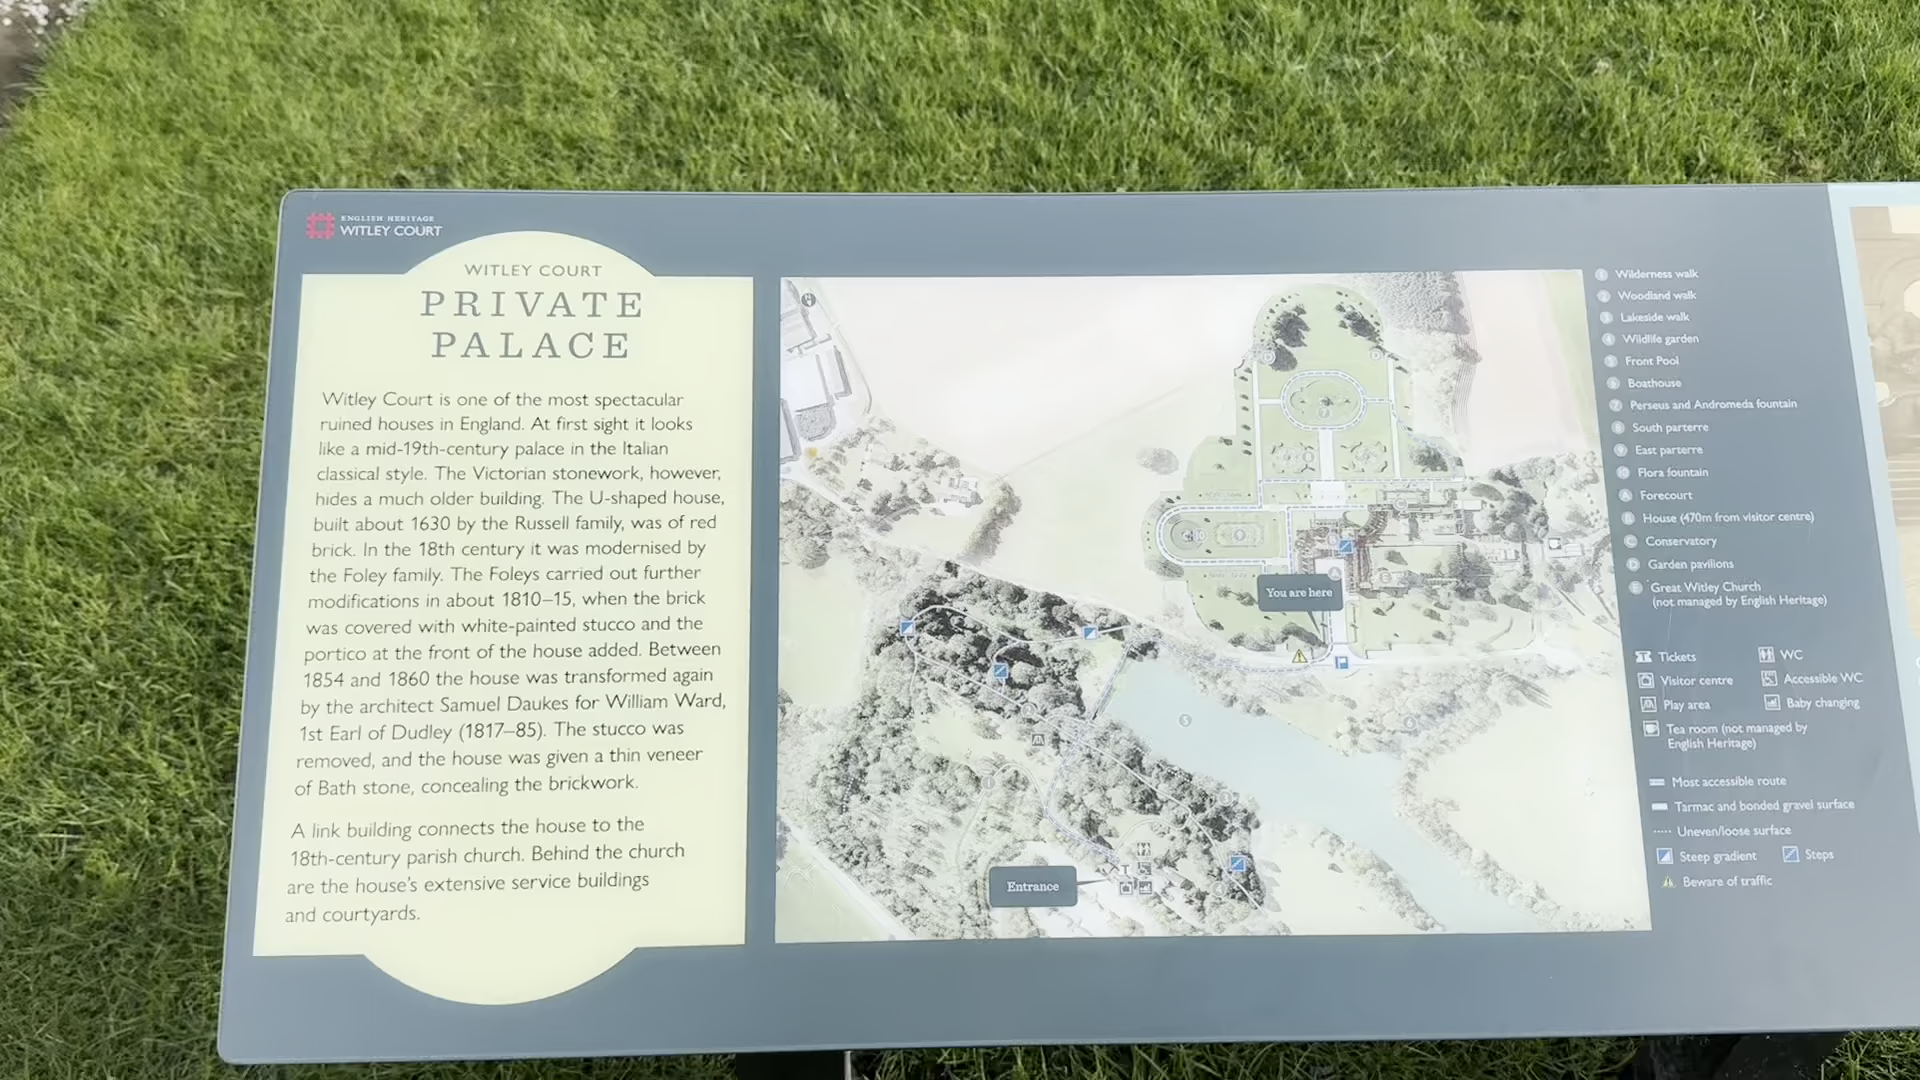 ENGLISH HERITAGE
WITLEY COURT
WITLEY COURT
PRIVATE
PALACE
Witley Court is one of the most spectacular
ruined houses in England. At first sight it looks
like a mid-19th-century palace in the Italian
classical style. The Victorian stonework, however,
hides a much older building. The U-shaped house,
built about 1630 by the Russell family, was of red
brick. In the 18th century it was modernised by
the Foley family. The Foleys carried out further
modifications in about 1810–15, when the brick
was covered with white-painted stucco and the
portico at the front of the house added. Between
1854 and 1860 the house was transformed again
by the architect Samuel Daukes for William Ward,
1st Earl of Dudley (1817–85). The stucco was
removed, and the house was given a thin veneer
of Bath stone, concealing the brickwork.
A link building connects the house to the
18th-century parish church. Behind the church
are the house's extensive service buildings
and courtyards.
You are here
Entrance
1 Wilderness walk
2 Woodland walk
3 Lakeside walk
4 Wildlife garden
5 Front Pool
6 Boathouse
7 Perseus and Andromeda fountain
8 South parterre
9 East parterre
10 Flora fountain
A Forecourt
B House (470m from visitor centre)
C Conservatory
D Garden pavilions
E Great Witley Church
(not managed by English Heritage)
Tickets
WC
Visitor centre
Accessible WC
Play area
Baby changing
Tea room (not managed by
English Heritage)
Most accessible route
Tarmac and bonded gravel surface
Uneven/loose surface
Steep gradient
Steps
Beware of traffic